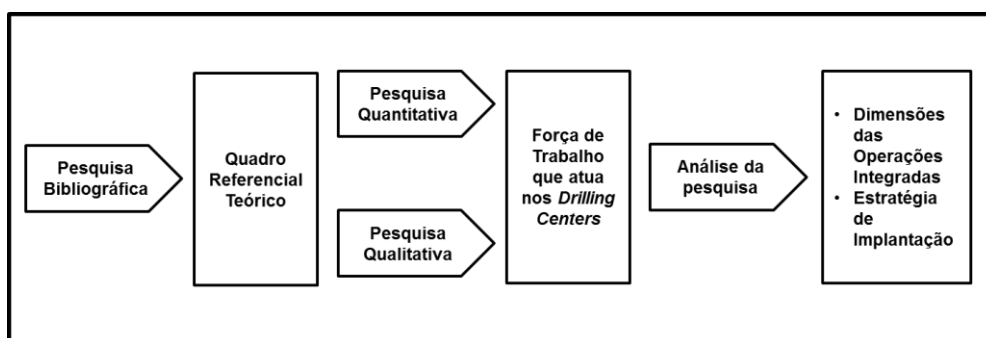 Pesquisa
Bibliográfica
Quadro
Referencial
Teórico
Pesquisa
Quantitativa
Pesquisa
Qualitativa
Força de
Trabalho
que atua
nos Drilling
Centers
Análise da
pesquisa
• Dimensões
das
Operações
Integradas
• Estratégia
de
Implantação